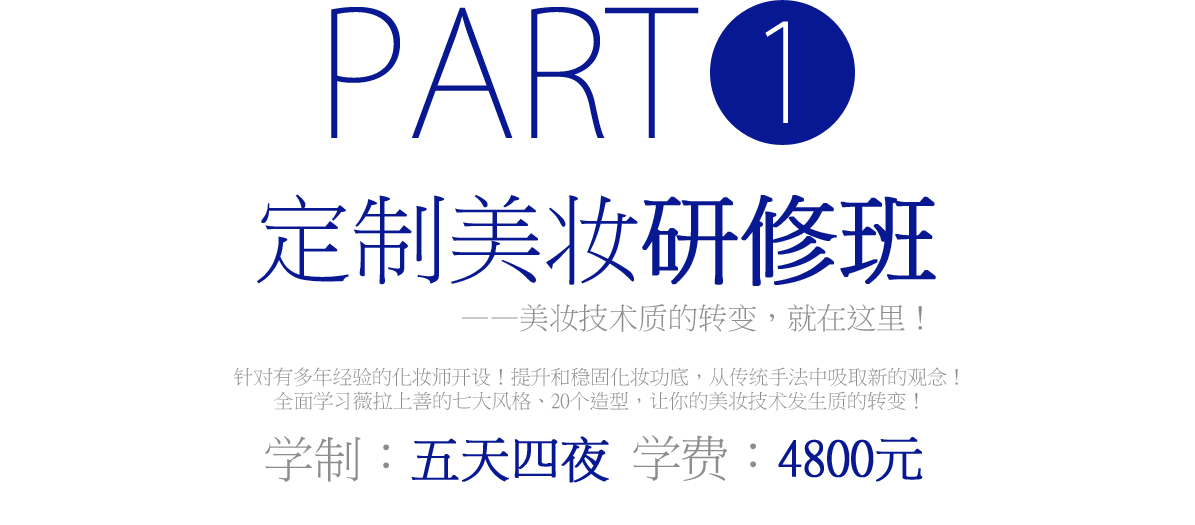 PART 1
定制美妆研修班
——美妆技术质的转变，就在这里！
针对有多年经验的化妆师开设！提升和稳固化妆功底，从传统手法中吸取新的观念！
全面学习薇拉上善的七大风格、20个造型，让你的美妆技术发生质的转变！
学制：五天四夜 学费：4800元